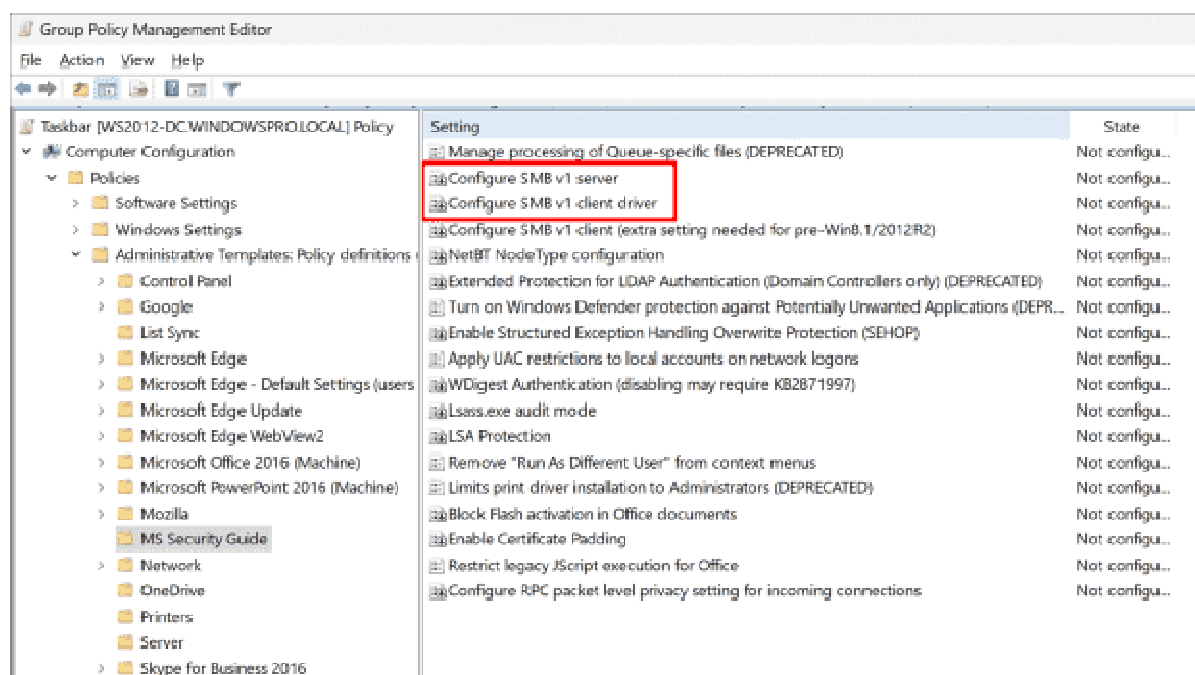 Group Policy Management Editor
File Action View Help
Taskbar [WS2012-DC.WINDOWSPRO.LOCAL] Policy
Computer Configuration
Policies
Software Settings
Windows Settings
Administrative Templates: Policy definitions
Control Panel
Google
List Sync
Microsoft Edge
Microsoft Edge - Default Settings (users
Microsoft Edge Update
Microsoft Edge WebView2
Microsoft Office 2016 (Machine)
Microsoft PowerPoint 2016 (Machine)
Mozilla
MS Security Guide
Network
OneDrive
Printers
Server
Skype for Business 2016
Setting State
Manage processing of Queue-specific files (DEPRECATED) Not configu...
Configure SMB v1 server Not configu...
Configure SMB v1 client driver Not configu...
Configure SMB v1 client (extra setting needed for pre-Win8.1/2012R2) Not configu...
NetBT NodeType configuration Not configu...
Extended Protection for LDAP Authentication (Domain Controllers only) (DEPRECATED) Not configu...
Turn on Windows Defender protection against Potentially Unwanted Applications (DEPR... Not configu...
Enable Structured Exception Handling Overwrite Protection (SEHOP) Not configu...
Apply UAC restrictions to local accounts on network logons Not configu...
WDigest Authentication (disabling may require KB2871997) Not configu...
Lsass.exe audit mode Not configu...
LSA Protection Not configu...
Remove "Run As Different User" from context menus Not configu...
Limits print driver installation to Administrators (DEPRECATED) Not configu...
Block Flash activation in Office documents Not configu...
Enable Certificate Padding Not configu...
Restrict legacy JScript execution for Office Not configu...
Configure RPC packet level privacy setting for incoming connections Not configu...